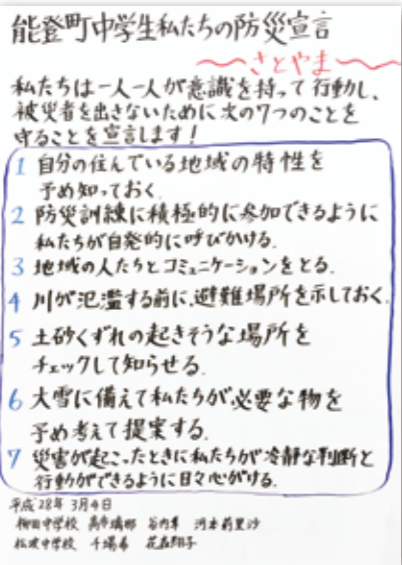 能登町中学生私たちの防災宣言
〜さとやま〜
私たちは一人一人が意識を持って行動し、
被災者を出さないために次の7つのことを
守ることを宣言します!
1 自分の住んでいる地域の特性を
予め知っておく.
2 防災訓練に積極的に参加できるように
私たちが自発的に呼びかける.
3 地域の人たちとコミュニケーションをとる.
4 川が氾濫する前に、避難場所を示しておく.
5 土砂くずれの起きそうな場所を
チェックして知らせる.
6 大雪に備えて私たちが必要な物を
予め考えて提案する.
7 災害が起こったときに私たちが冷静な判断と
行動ができるように日々心がける.
平成28年 3月4日
柳田中学校
松波中学校